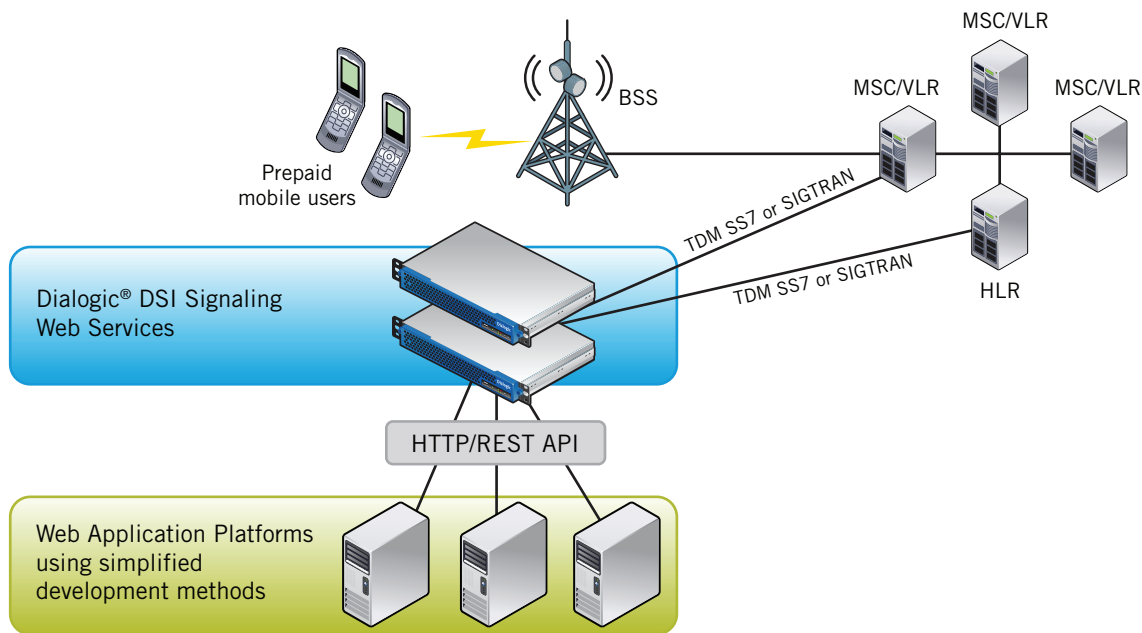 MSC/VLR
MSC/VLR
MSC/VLR
BSS
Prepaid
mobile users
TDM SS7 or SIGTRAN
TDM SS7 or SIGTRAN
HLR
Dialogic® DSI Signaling
Web Services
HTTP/REST API
Web Application Platforms
using simplified
development methods